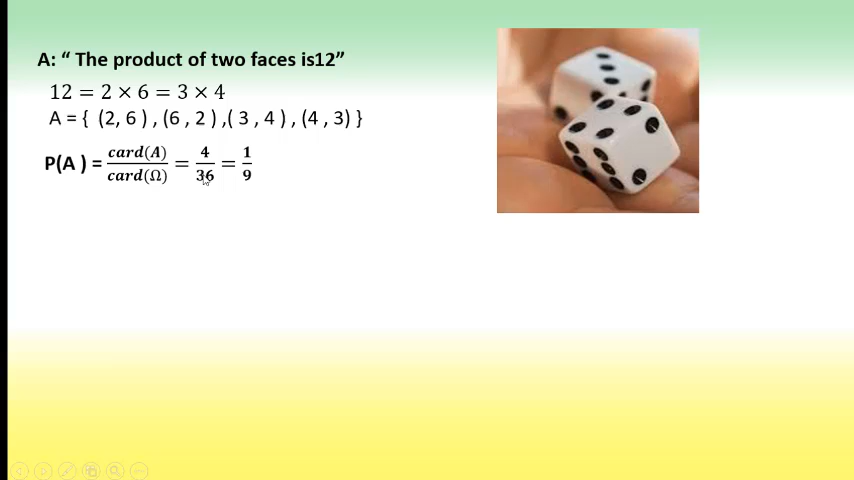 A: “ The product of two faces is12”
12 = 2 × 6 = 3 × 4
A = { (2, 6 ) , (6 , 2 ) ,( 3 , 4 ) , (4 , 3) }
P(A ) = card(A)/card(Ω) = 4/36 = 1/9